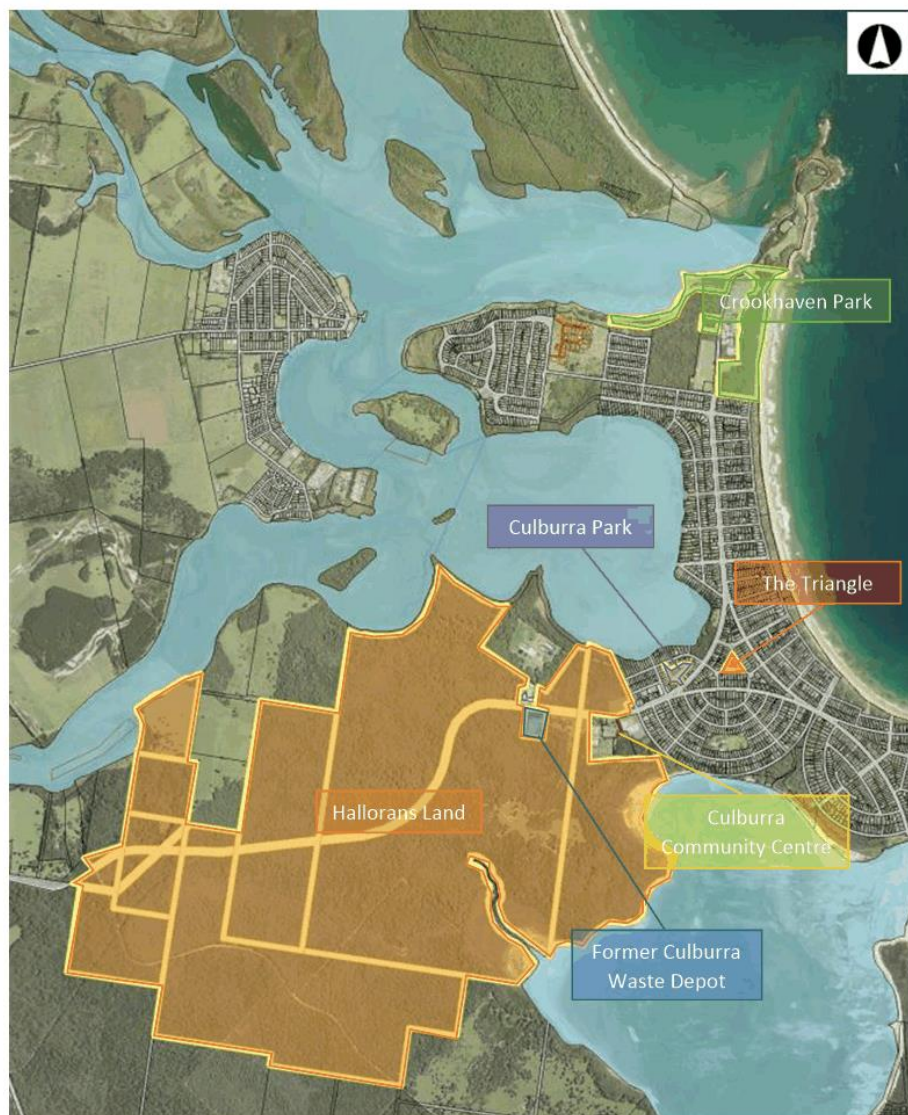 Crookhaven Park
Culburra Park
The Triangle
Hallorans Land
Culburra
Community Centre
Former Culburra
Waste Depot